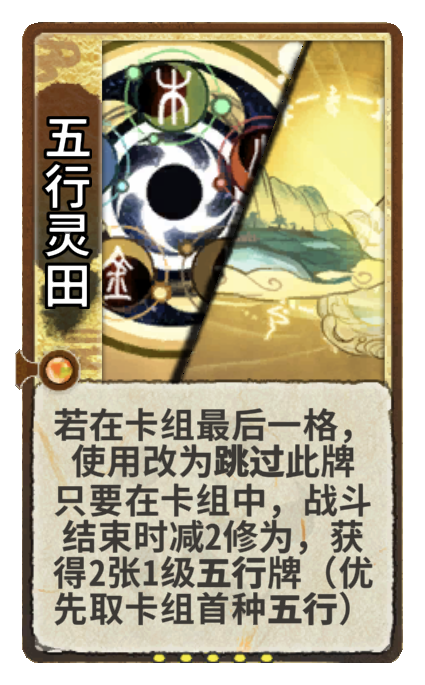 五行灵田
木
金
若在卡组最后一格，
使用改为跳过此牌
只要在卡组中，战斗
结束时减2修为，获
得2张1级五行牌（优
先取卡组首种五行）